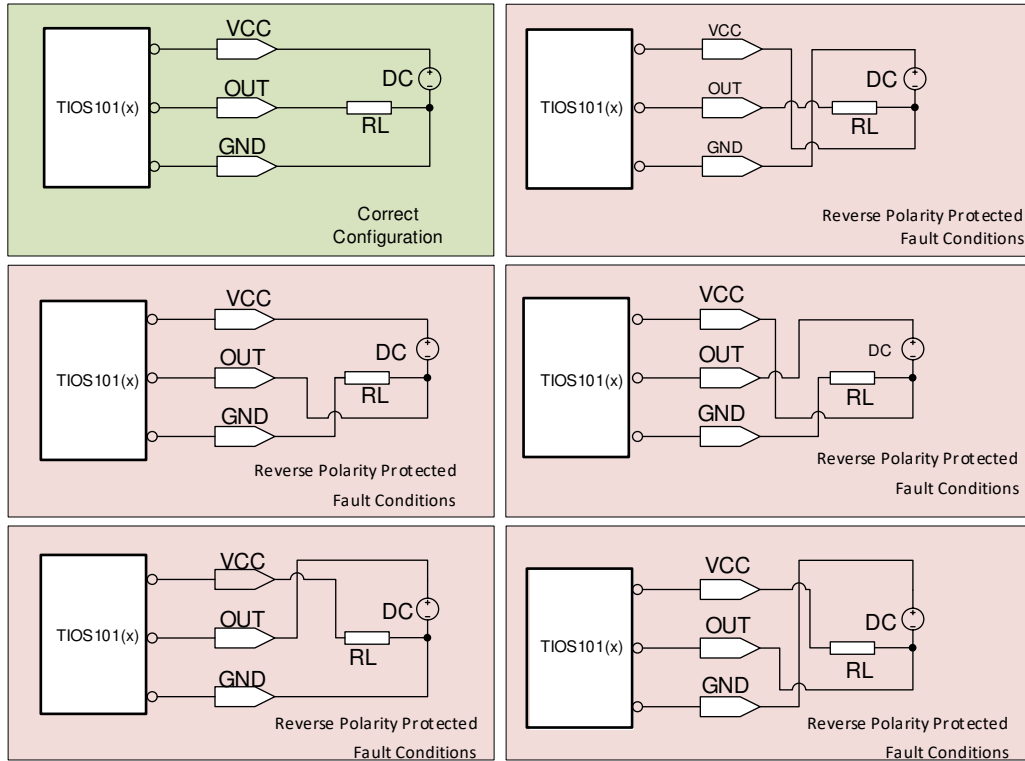 VCC
DC
TIOS101(x)
OUT
RL
GND
Correct
Configuration
VCC
DC
TIOS101(x)
OUT
RL
GND
Reverse Polarity Protected
Fault Conditions
VCC
DC
TIOS101(x)
OUT
RL
GND
Reverse Polarity Protected
Fault Conditions
VCC
DC
TIOS101(x)
OUT
RL
GND
Reverse Polarity Protected
Fault Conditions
VCC
DC
TIOS101(x)
OUT
RL
GND
Reverse Polarity Protected
Fault Conditions
VCC
DC
TIOS101(x)
OUT
RL
GND
Reverse Polarity Protected
Fault Conditions